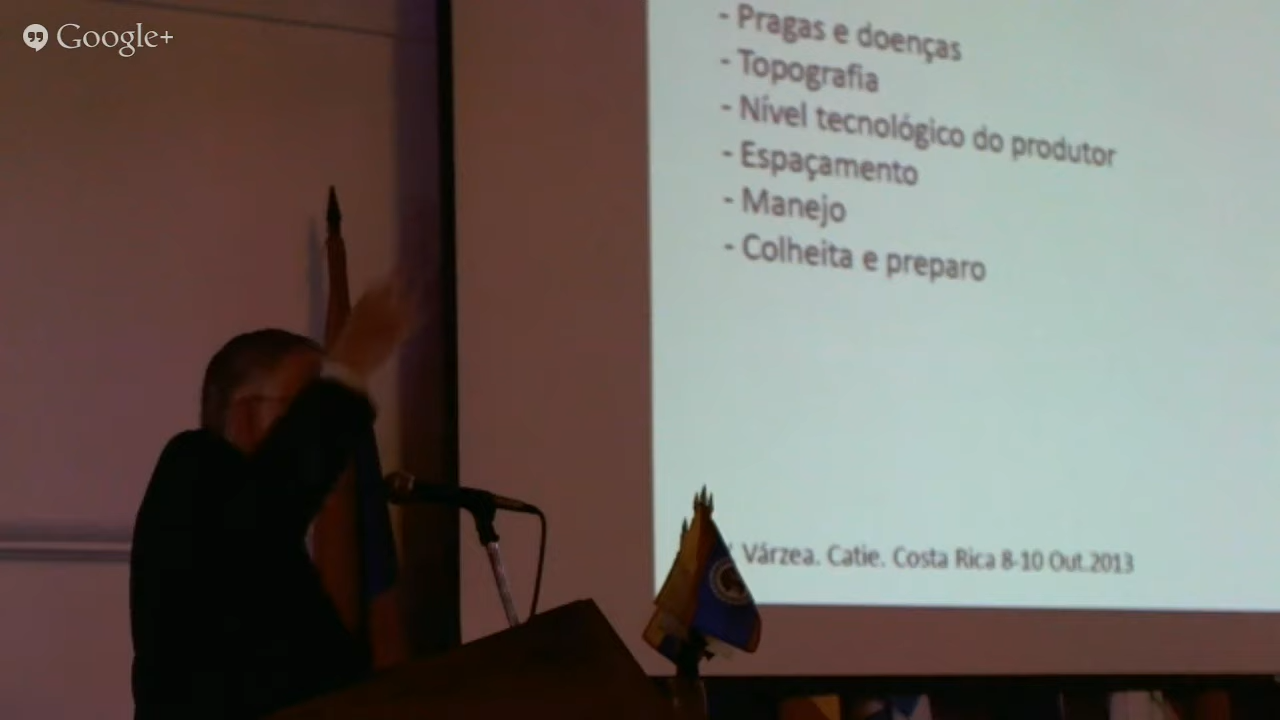 Google+
- Pragas e doenças
- Topografia
- Nível tecnológico do produtor
- Espaçamento
- Manejo
- Colheita e preparo
Várzea. Catie. Costa Rica 8-10 Out.2013